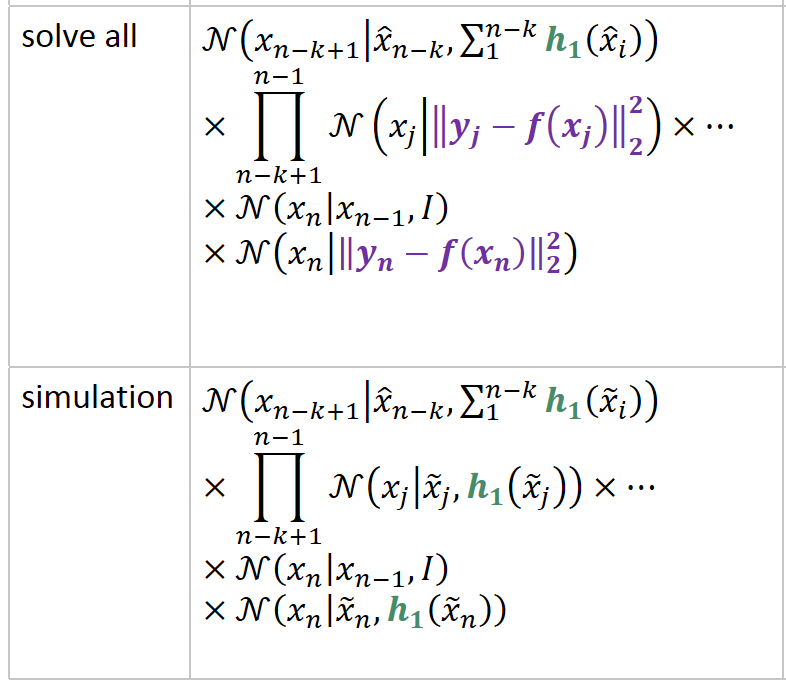 solve all
𝒩(x_{n−k+1}|x̂_{n−k}, ∑_1^{n−k} h_1(x̂_i))
× ∏_{n−k+1}^{n−1} 𝒩(x_j|‖y_j − f(x_j)‖_2^2) × ⋯
× 𝒩(x_n|x_{n−1}, I)
× 𝒩(x_n|‖y_n − f(x_n)‖_2^2)
simulation
𝒩(x_{n−k+1}|x̂_{n−k}, ∑_1^{n−k} h_1(x̃_i))
× ∏_{n−k+1}^{n−1} 𝒩(x_j|x̃_j, h_1(x̃_j)) × ⋯
× 𝒩(x_n|x_{n−1}, I)
× 𝒩(x_n|x̃_n, h_1(x̃_n))